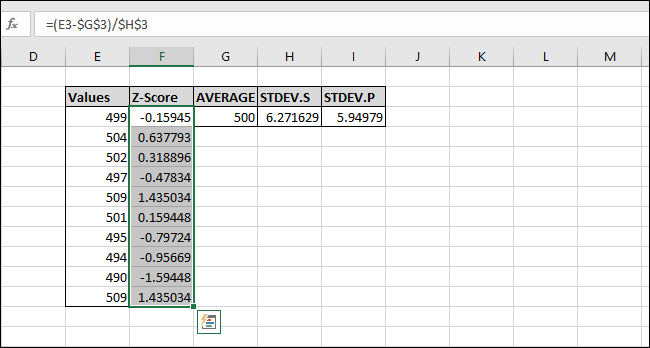 fx =(E3-$G$3)/$H$3
D E F G H I J K L M
Values Z-Score AVERAGE STDEV.S STDEV.P
499 -0.15945 500 6.271629 5.94979
504 0.637793
502 0.318896
497 -0.47834
509 1.435034
501 0.159448
495 -0.79724
494 -0.95669
490 -1.59448
509 1.435034